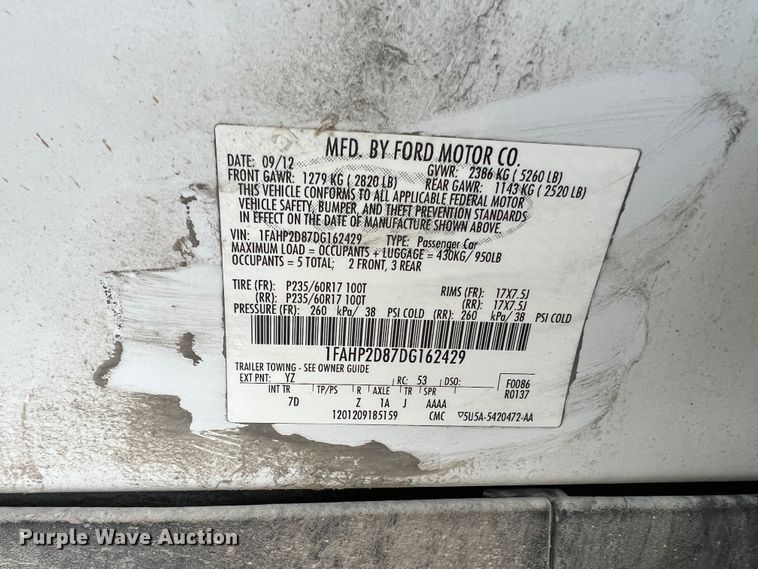 MFD. BY FORD MOTOR CO.
DATE: 09/12 GVWR: 2386 KG ( 5260 LB)
FRONT GAWR: 1279 KG ( 2820 LB) REAR GAWR: 1143 KG ( 2520 LB)
THIS VEHICLE CONFORMS TO ALL APPLICABLE FEDERAL MOTOR
VEHICLE SAFETY, BUMPER, AND THEFT PREVENTION STANDARDS
IN EFFECT ON THE DATE OF MANUFACTURE SHOWN ABOVE.
VIN: 1FAHP2D87DG162429 TYPE: Passenger Car
MAXIMUM LOAD = OCCUPANTS + LUGGAGE = 430KG/ 950LB
OCCUPANTS = 5 TOTAL; 2 FRONT, 3 REAR
TIRE (FR): P235/60R17 100T RIMS (FR): 17X7.5J
(RR): P235/60R17 100T (RR): 17X7.5J
PRESSURE (FR): 260 kPa/ 38 PSI COLD (RR): 260 kPa/ 38 PSI COLD
1FAHP2D87DG162429
TRAILER TOWING - SEE OWNER GUIDE
EXT PNT: YZ RC: 53 DSO: F0086
INT TR TP/PS R AXLE TR SPR R0137
7D Z 1A J AAAA
1201209185159 CMC 5U5A-5420472-AA
Purple Wave Auction